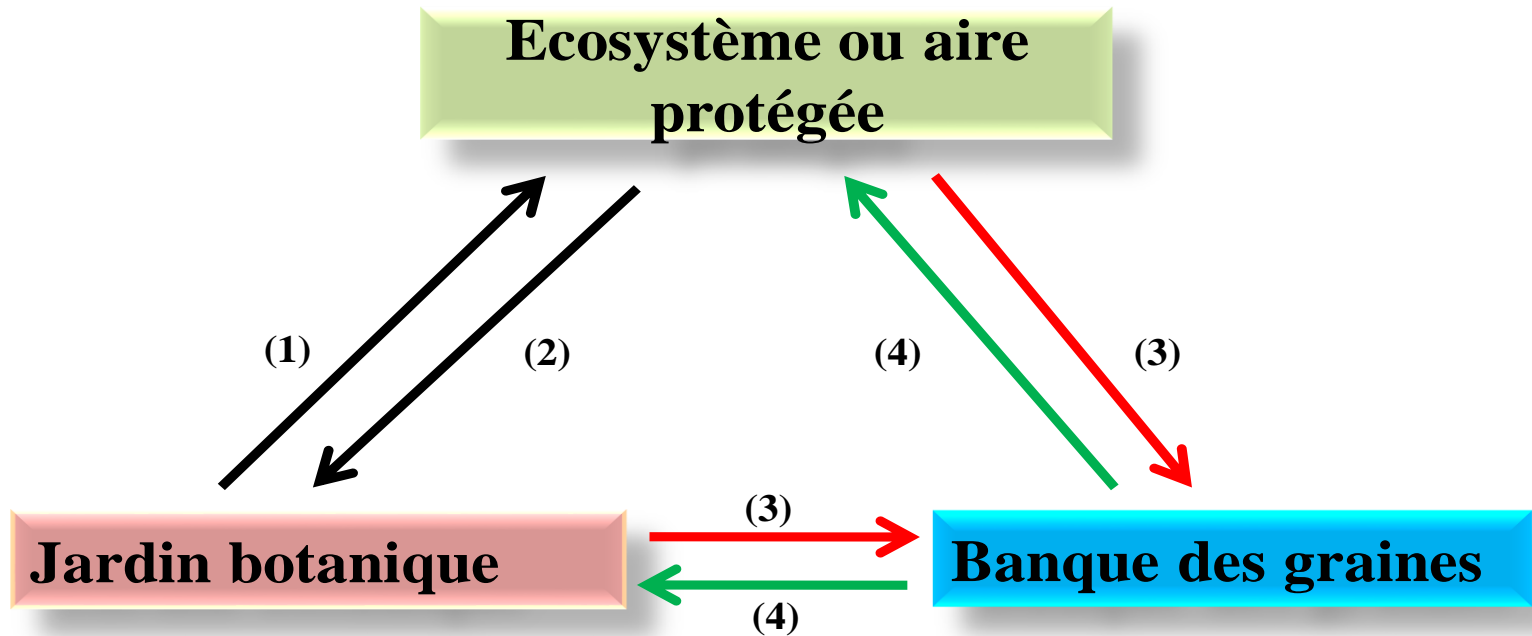 Ecosystème ou aire
protégée
(1)
(2)
(4)
(3)
(3)
Jardin botanique
Banque des graines
(4)